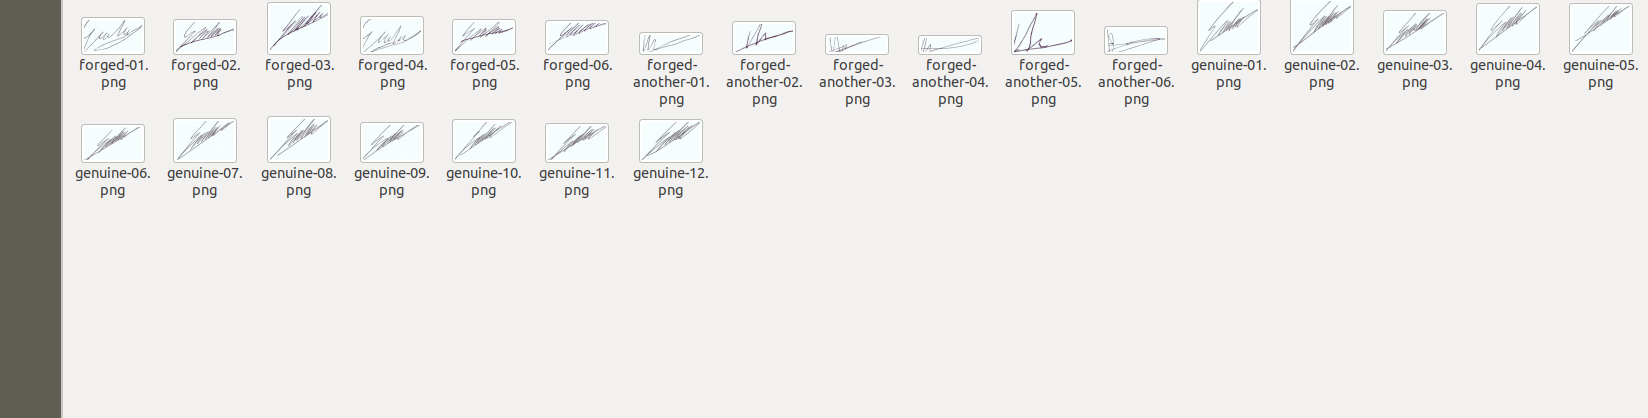 forged-01.png
forged-02.png
forged-03.png
forged-04.png
forged-05.png
forged-06.png
forged-another-01.png
forged-another-02.png
forged-another-03.png
forged-another-04.png
forged-another-05.png
forged-another-06.png
genuine-01.png
genuine-02.png
genuine-03.png
genuine-04.png
genuine-05.png
genuine-06.png
genuine-07.png
genuine-08.png
genuine-09.png
genuine-10.png
genuine-11.png
genuine-12.png